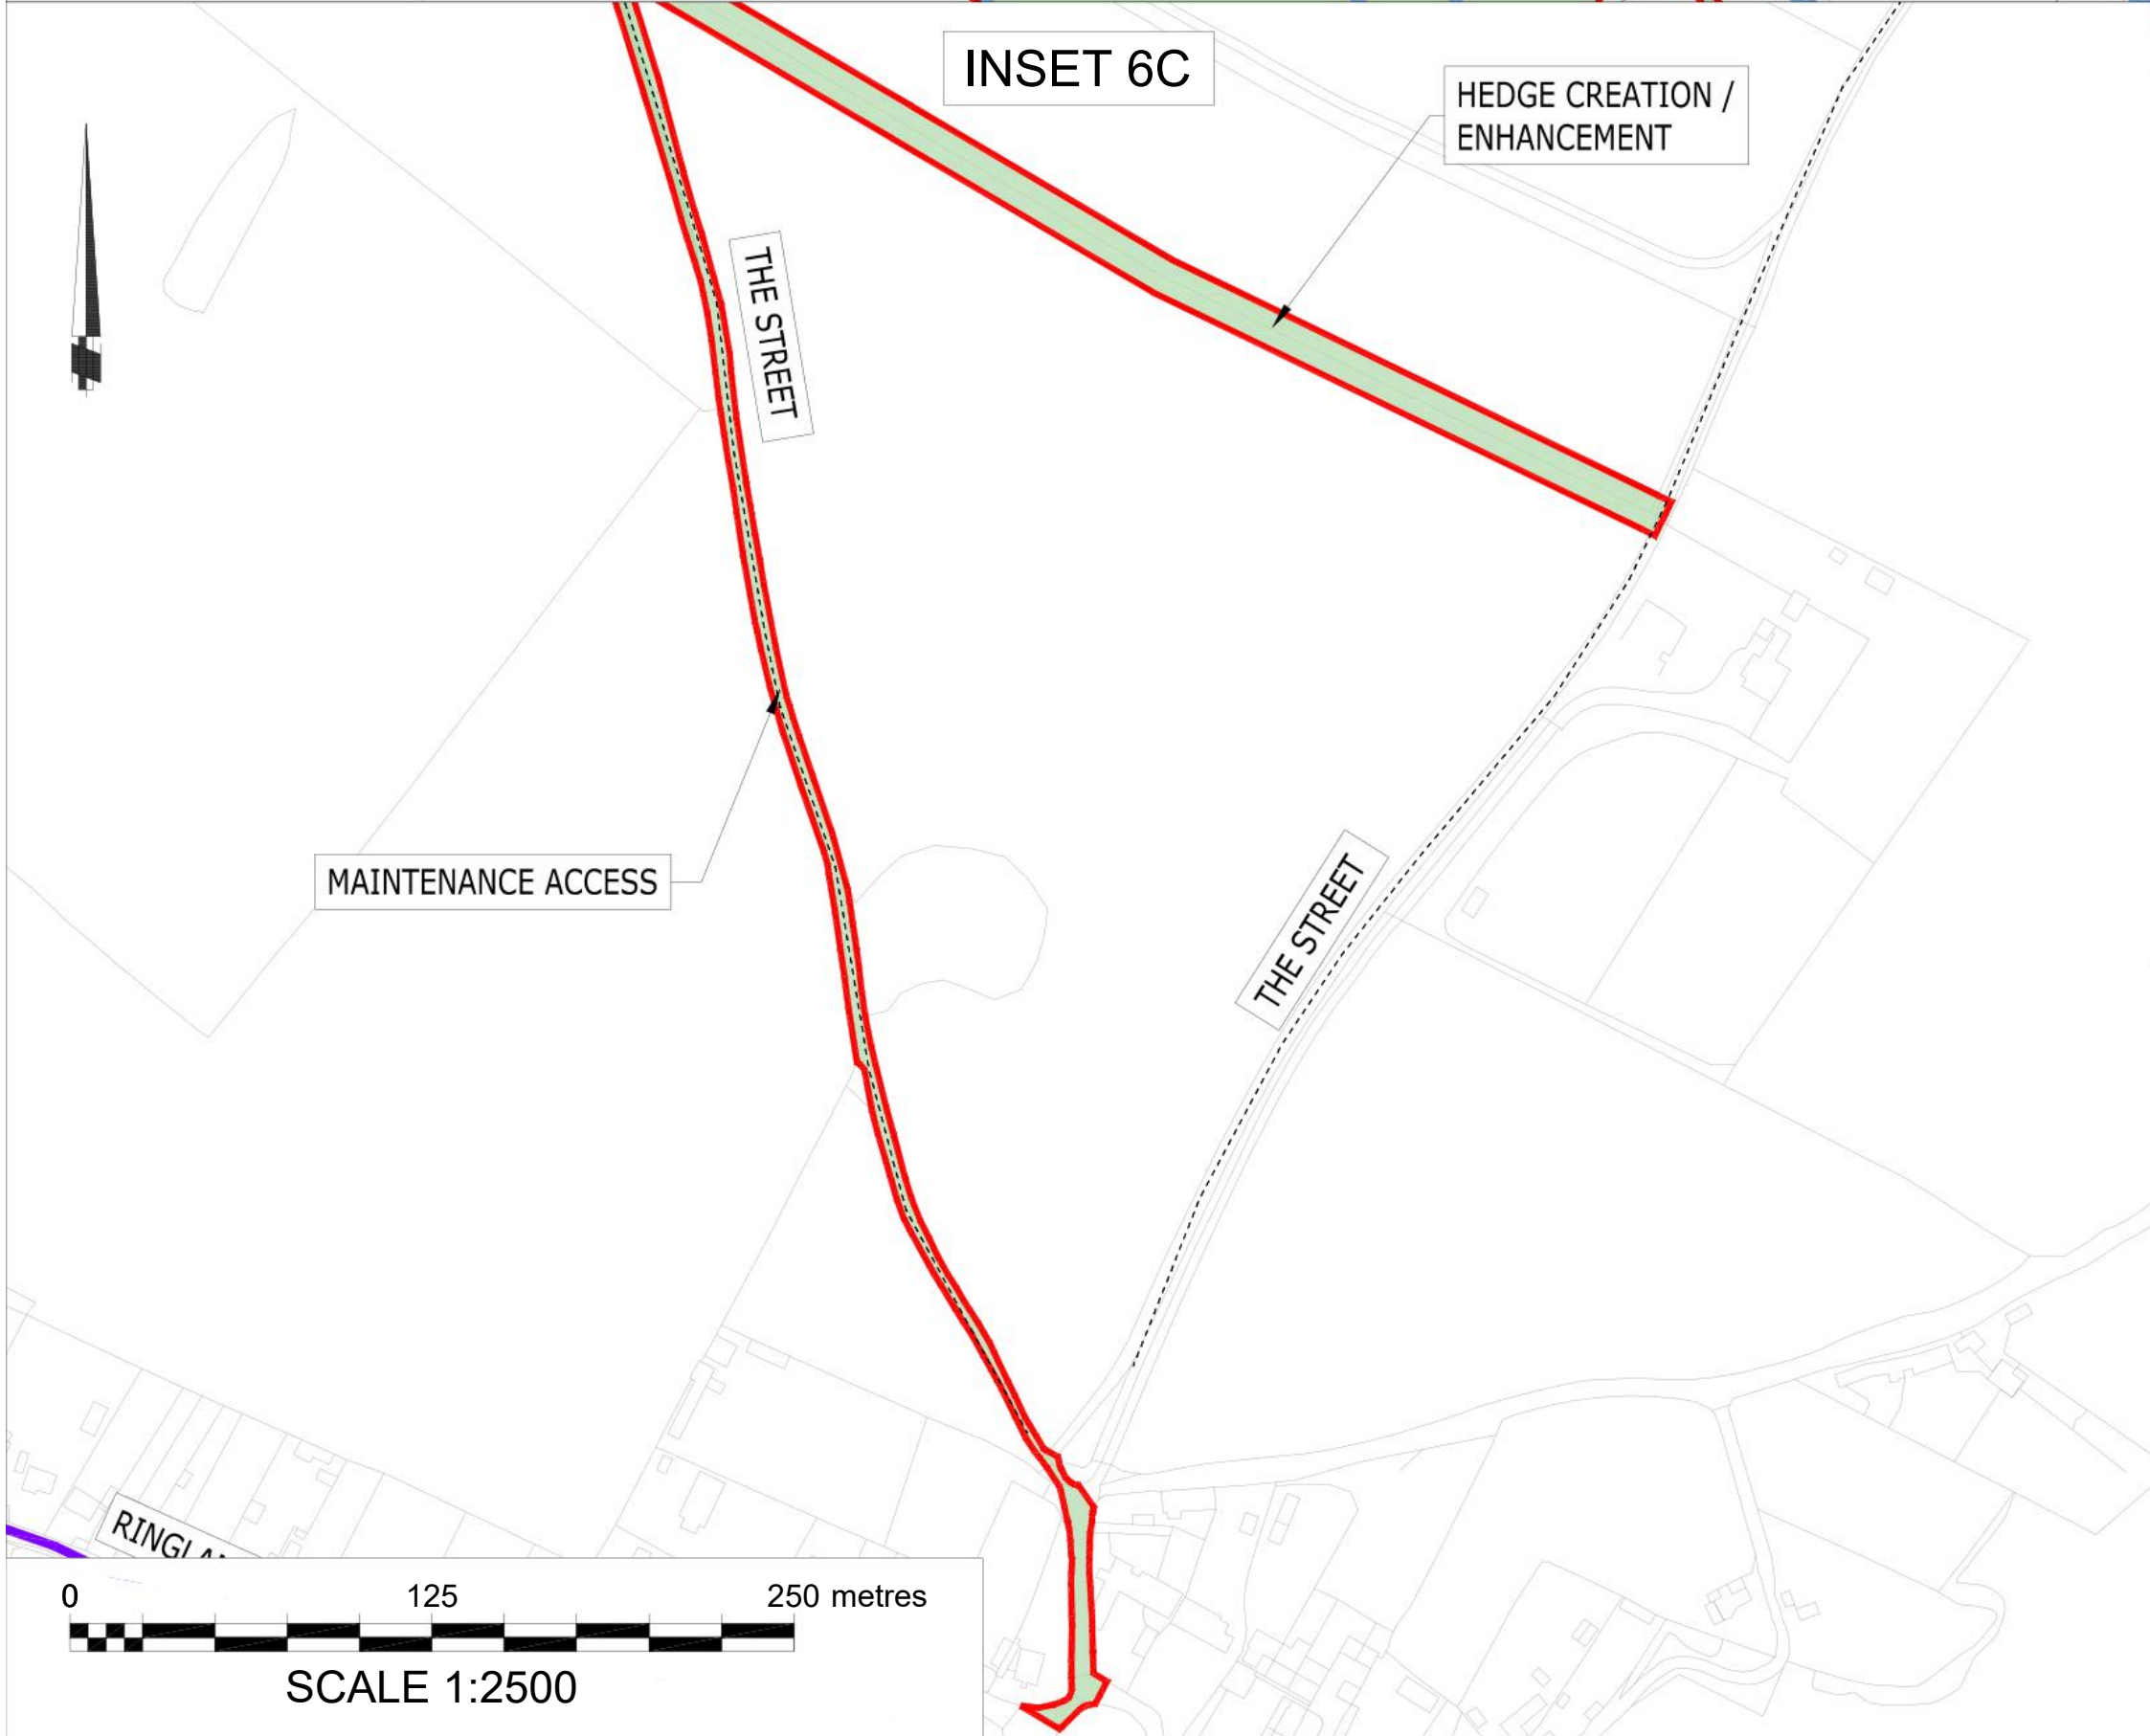 INSET 6C
HEDGE CREATION /
ENHANCEMENT
THE STREET
MAINTENANCE ACCESS
THE STREET
0 125 250 metres
SCALE 1:2500